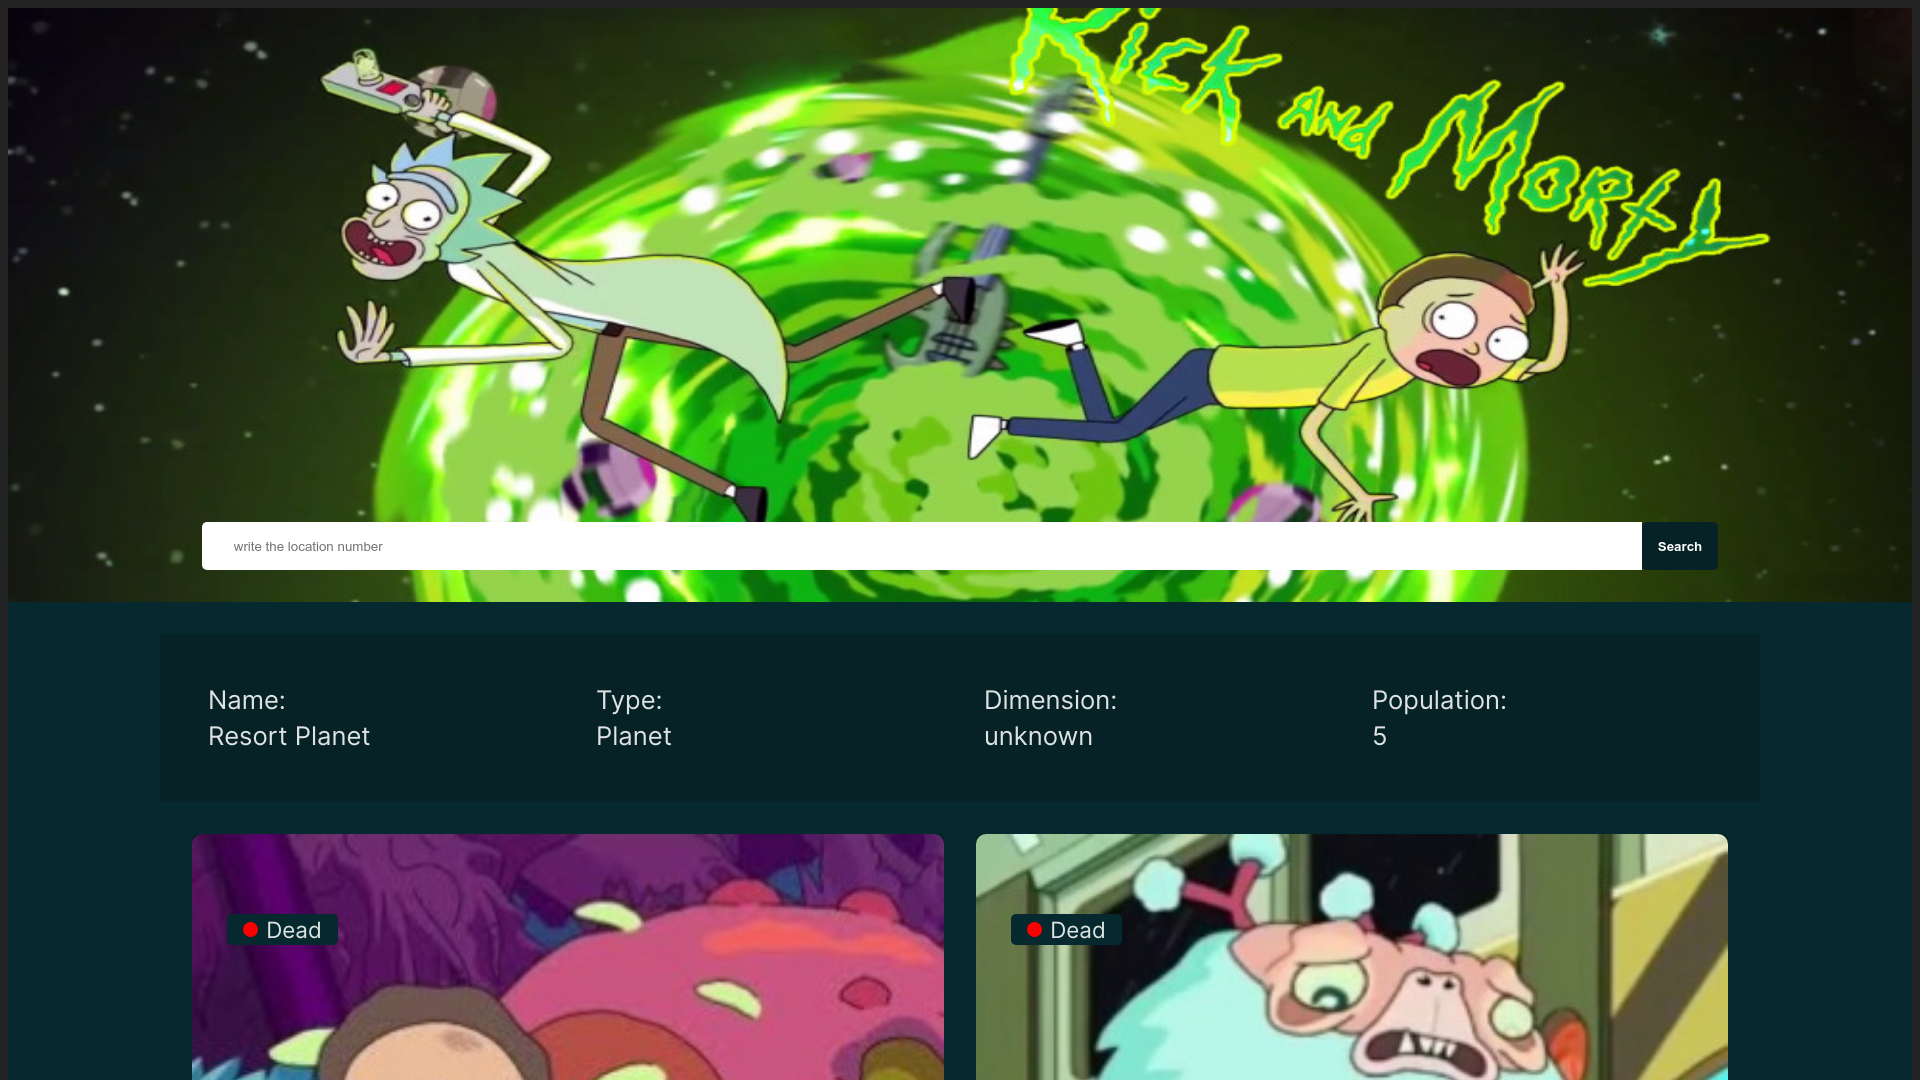 Rick and Morty
write the location number
Search
Name:
Resort Planet
Type:
Planet
Dimension:
unknown
Population:
5
Dead
Dead